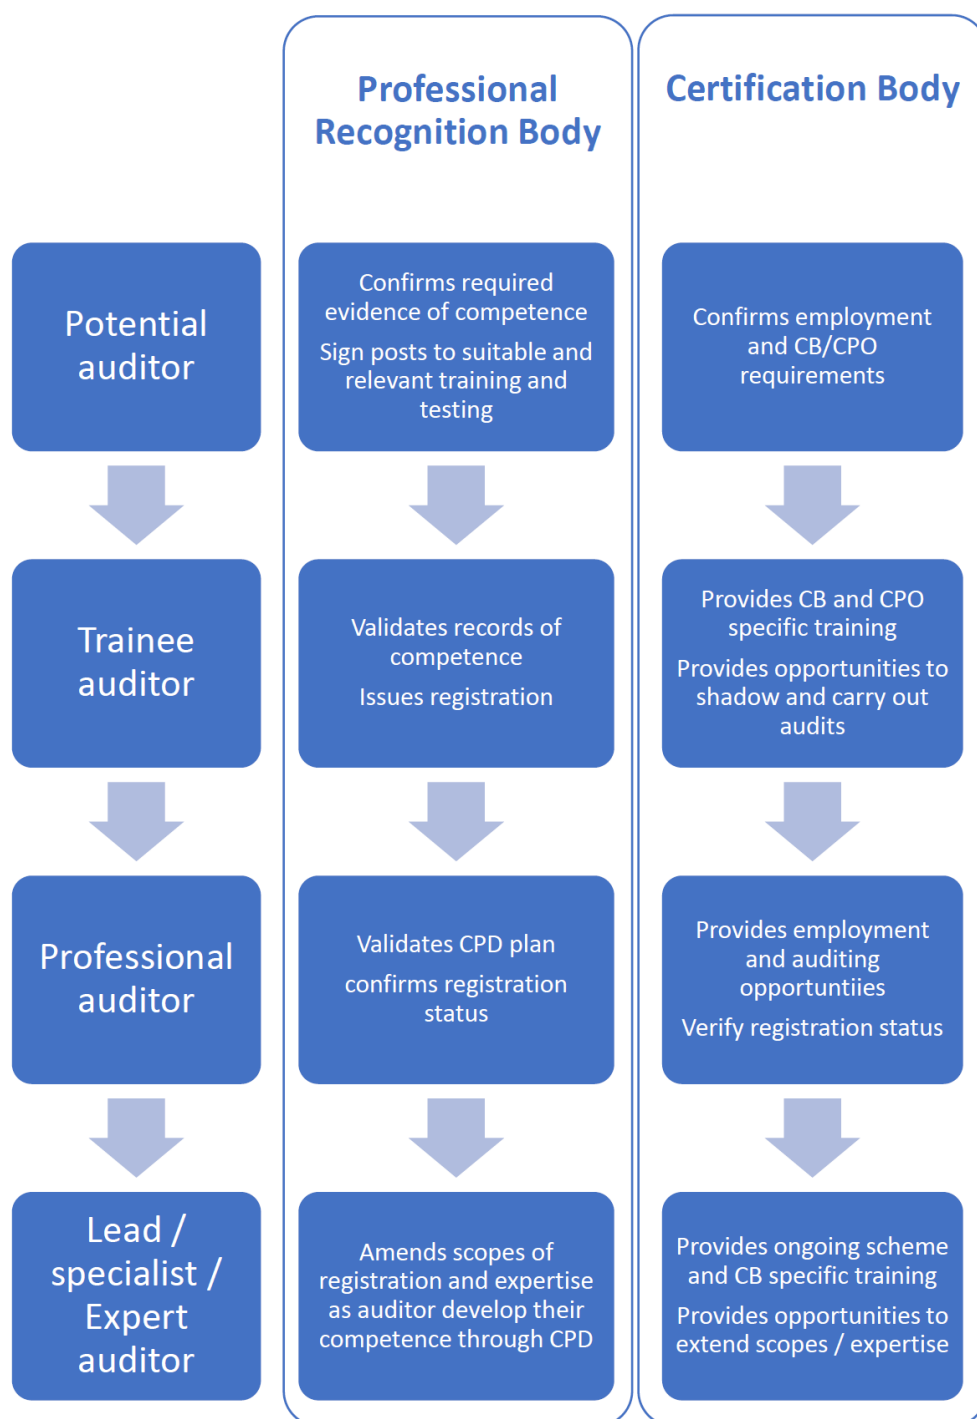 Professional
Recognition Body
Certification Body
Potential
auditor
Confirms required
evidence of competence
Sign posts to suitable and
relevant training and
testing
Confirms employment
and CB/CPO
requirements
Trainee
auditor
Validates records of
competence
Issues registration
Provides CB and CPO
specific training
Provides opportunities to
shadow and carry out
audits
Professional
auditor
Validates CPD plan
confirms registration
status
Provides employment
and auditing
opportuntiies
Verify registration status
Lead /
specialist /
Expert
auditor
Amends scopes of
registration and expertise
as auditor develop their
competence through CPD
Provides ongoing scheme
and CB specific training
Provides opportunities to
extend scopes / expertise